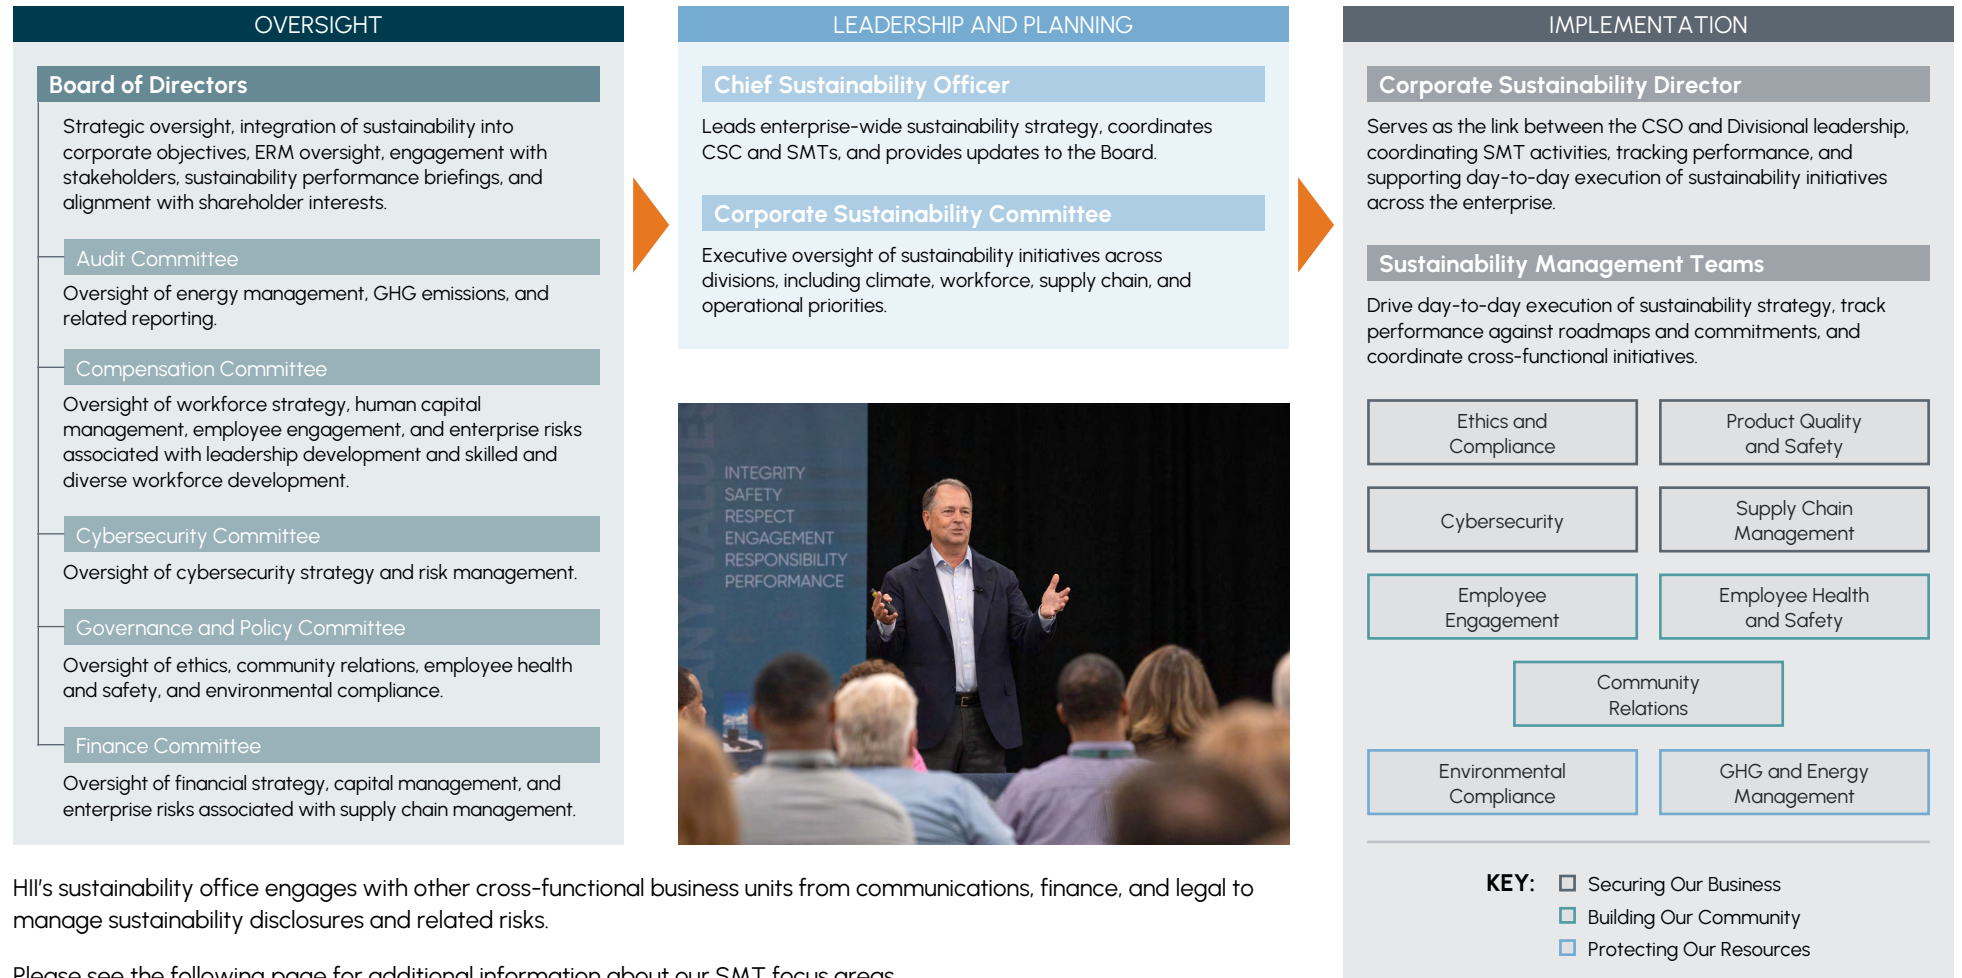 OVERSIGHT
Board of Directors
Strategic oversight, integration of sustainability into
corporate objectives, ERM oversight, engagement with
stakeholders, sustainability performance briefings, and
alignment with shareholder interests.
Audit Committee
Oversight of energy management, GHG emissions, and
related reporting.
Compensation Committee
Oversight of workforce strategy, human capital
management, employee engagement, and enterprise risks
associated with leadership development and skilled and
diverse workforce development.
Cybersecurity Committee
Oversight of cybersecurity strategy and risk management.
Governance and Policy Committee
Oversight of ethics, community relations, employee health
and safety, and environmental compliance.
Finance Committee
Oversight of financial strategy, capital management, and
enterprise risks associated with supply chain management.
LEADERSHIP AND PLANNING
Chief Sustainability Officer
Leads enterprise-wide sustainability strategy, coordinates
CSC and SMTs, and provides updates to the Board.
Corporate Sustainability Committee
Executive oversight of sustainability initiatives across
divisions, including climate, workforce, supply chain, and
operational priorities.
INTEGRITY
SAFETY
RESPECT
ENGAGEMENT
RESPONSIBILITY
PERFORMANCE
IMPLEMENTATION
Corporate Sustainability Director
Serves as the link between the CSO and Divisional leadership,
coordinating SMT activities, tracking performance, and
supporting day-to-day execution of sustainability initiatives
across the enterprise.
Sustainability Management Teams
Drive day-to-day execution of sustainability strategy, track
performance against roadmaps and commitments, and
coordinate cross-functional initiatives.
Ethics and
Compliance
Product Quality
and Safety
Cybersecurity
Supply Chain
Management
Employee
Engagement
Employee Health
and Safety
Community
Relations
Environmental
Compliance
GHG and Energy
Management
KEY:
Securing Our Business
Building Our Community
Protecting Our Resources
HII's sustainability office engages with other cross-functional business units from communications, finance, and legal to
manage sustainability disclosures and related risks.
Please see the following page for additional information about our SMT focus areas.